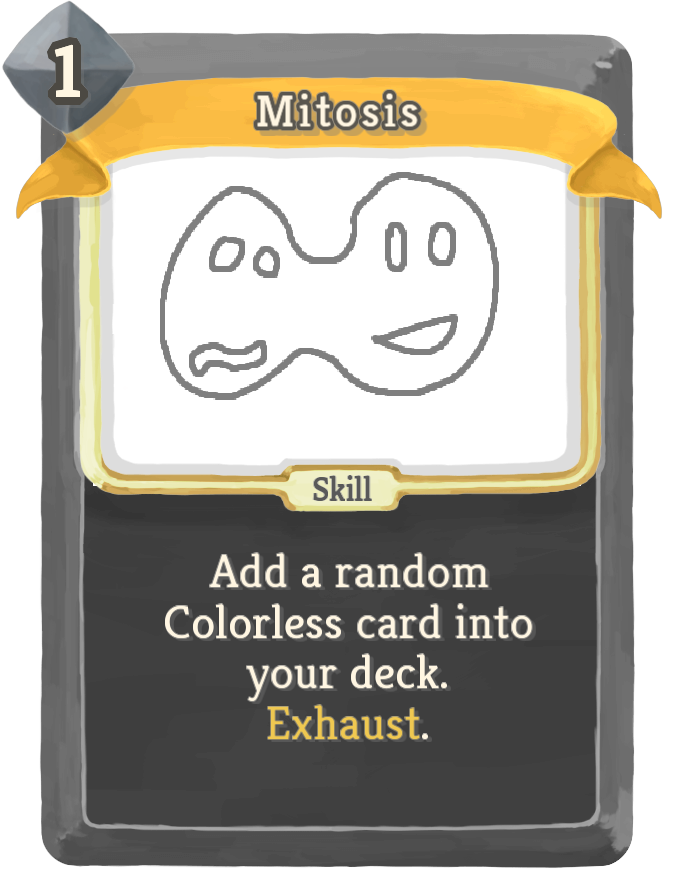 1
Mitosis
Skill
Add a random
Colorless card into
your deck.
Exhaust.